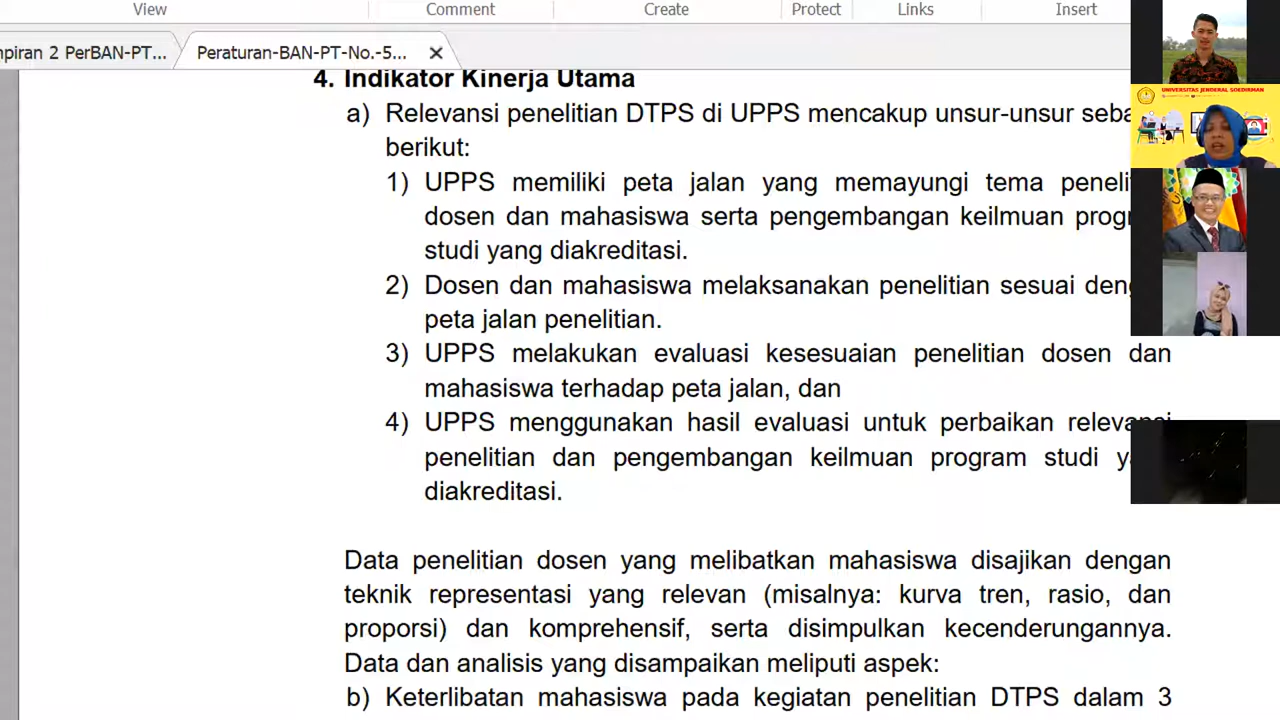 View Comment Create Protect Links Insert
npiran 2 PerBAN-PT... Peraturan-BAN-PT-No.-5...
UNIVERSITAS JENDERAL SOEDIRMAN
4. Indikator Kinerja Utama
a) Relevansi penelitian DTPS di UPPS mencakup unsur-unsur seba
berikut:
1) UPPS memiliki peta jalan yang memayungi tema penelit
dosen dan mahasiswa serta pengembangan keilmuan progr
studi yang diakreditasi.
2) Dosen dan mahasiswa melaksanakan penelitian sesuai deng
peta jalan penelitian.
3) UPPS melakukan evaluasi kesesuaian penelitian dosen dan
mahasiswa terhadap peta jalan, dan
4) UPPS menggunakan hasil evaluasi untuk perbaikan relevansi
penelitian dan pengembangan keilmuan program studi y
diakreditasi.
Data penelitian dosen yang melibatkan mahasiswa disajikan dengan
teknik representasi yang relevan (misalnya: kurva tren, rasio, dan
proporsi) dan komprehensif, serta disimpulkan kecenderungannya.
Data dan analisis yang disampaikan meliputi aspek:
b) Keterlibatan mahasiswa pada kegiatan penelitian DTPS dalam 3